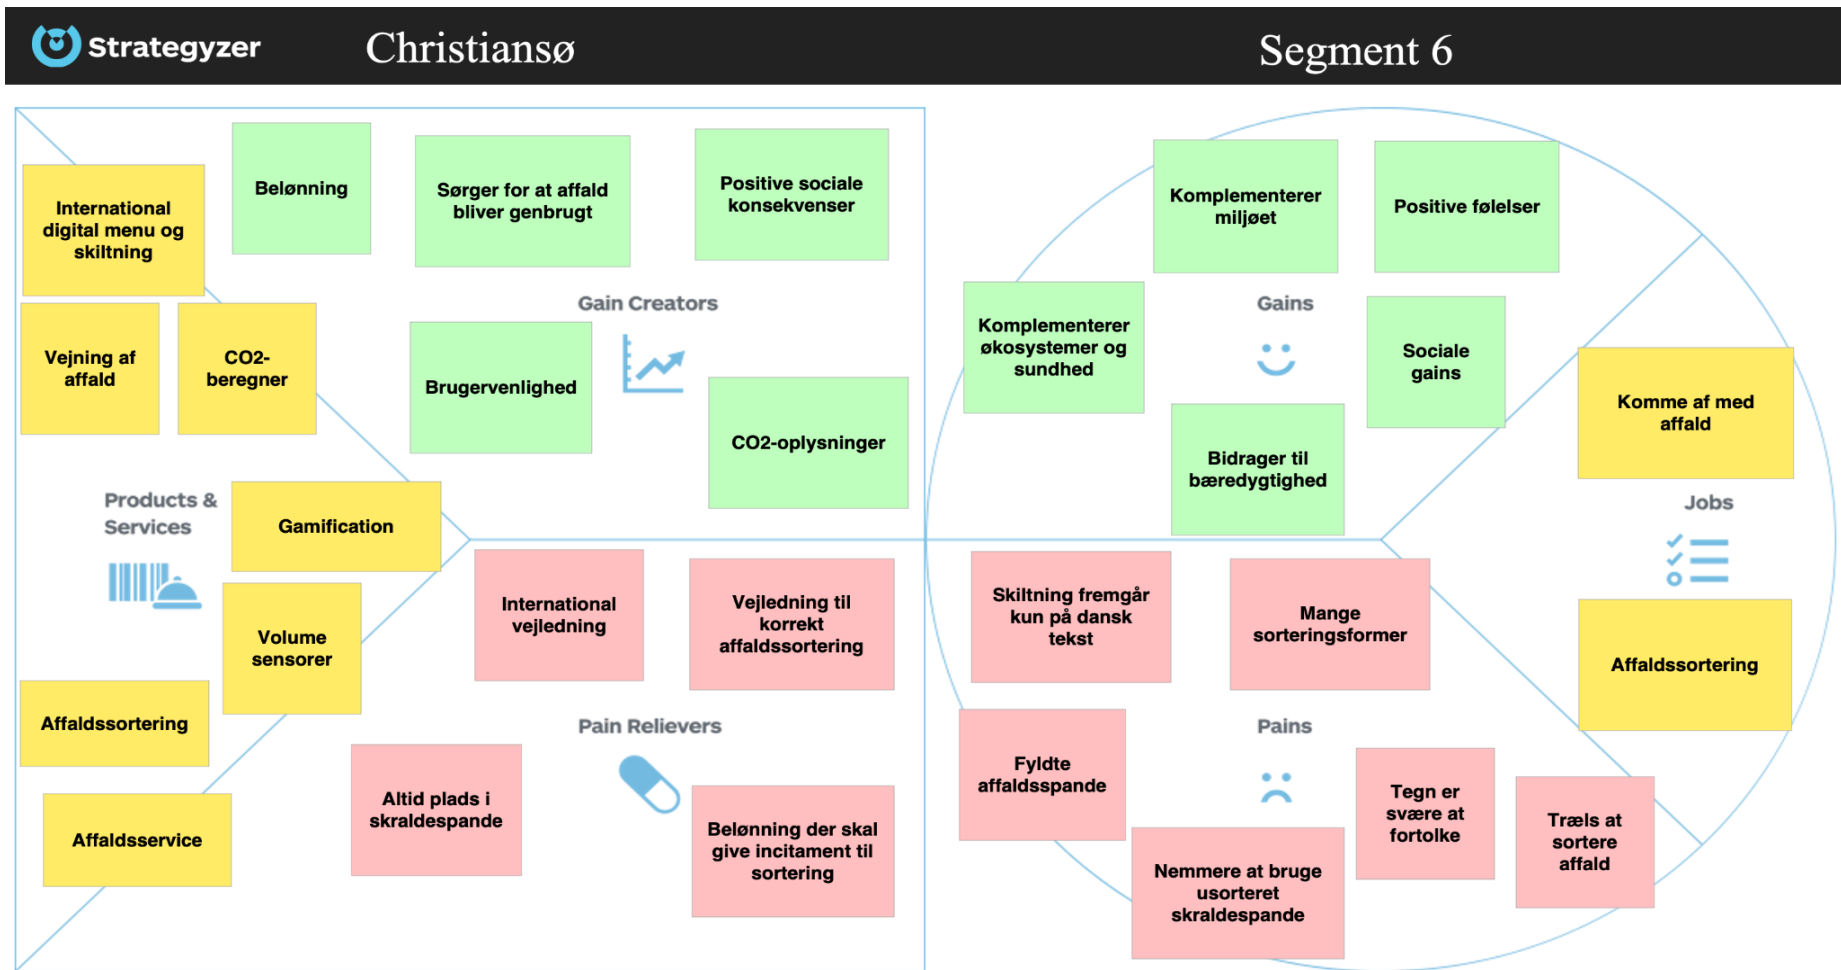 Strategyzer
Christiansø
Segment 6
International
digital menu og
skiltning
Belønning
Sørger for at affald
bliver genbrugt
Positive sociale
konsekvenser
Gain Creators
Vejning af
affald
CO2-
beregner
Brugervenlighed
CO2-oplysninger
Products &
Services
Gamification
Volume
sensorer
Affaldssortering
Affaldsservice
International
vejledning
Vejledning til
korrekt
affaldssortering
Pain Relievers
Altid plads i
skraldespande
Belønning der skal
give incitament til
sortering
Komplementerer
miljøet
Positive følelser
Gains
Komplementerer
økosystemer og
sundhed
Sociale
gains
Bidrager til
bæredygtighed
Komme af med
affald
Jobs
Affaldssortering
Skiltning fremgår
kun på dansk
tekst
Mange
sorteringsformer
Pains
Fyldte
affaldsspande
Nemmere at bruge
usorteret
skraldespande
Tegn er
svære at
fortolke
Træls at
sortere
affald